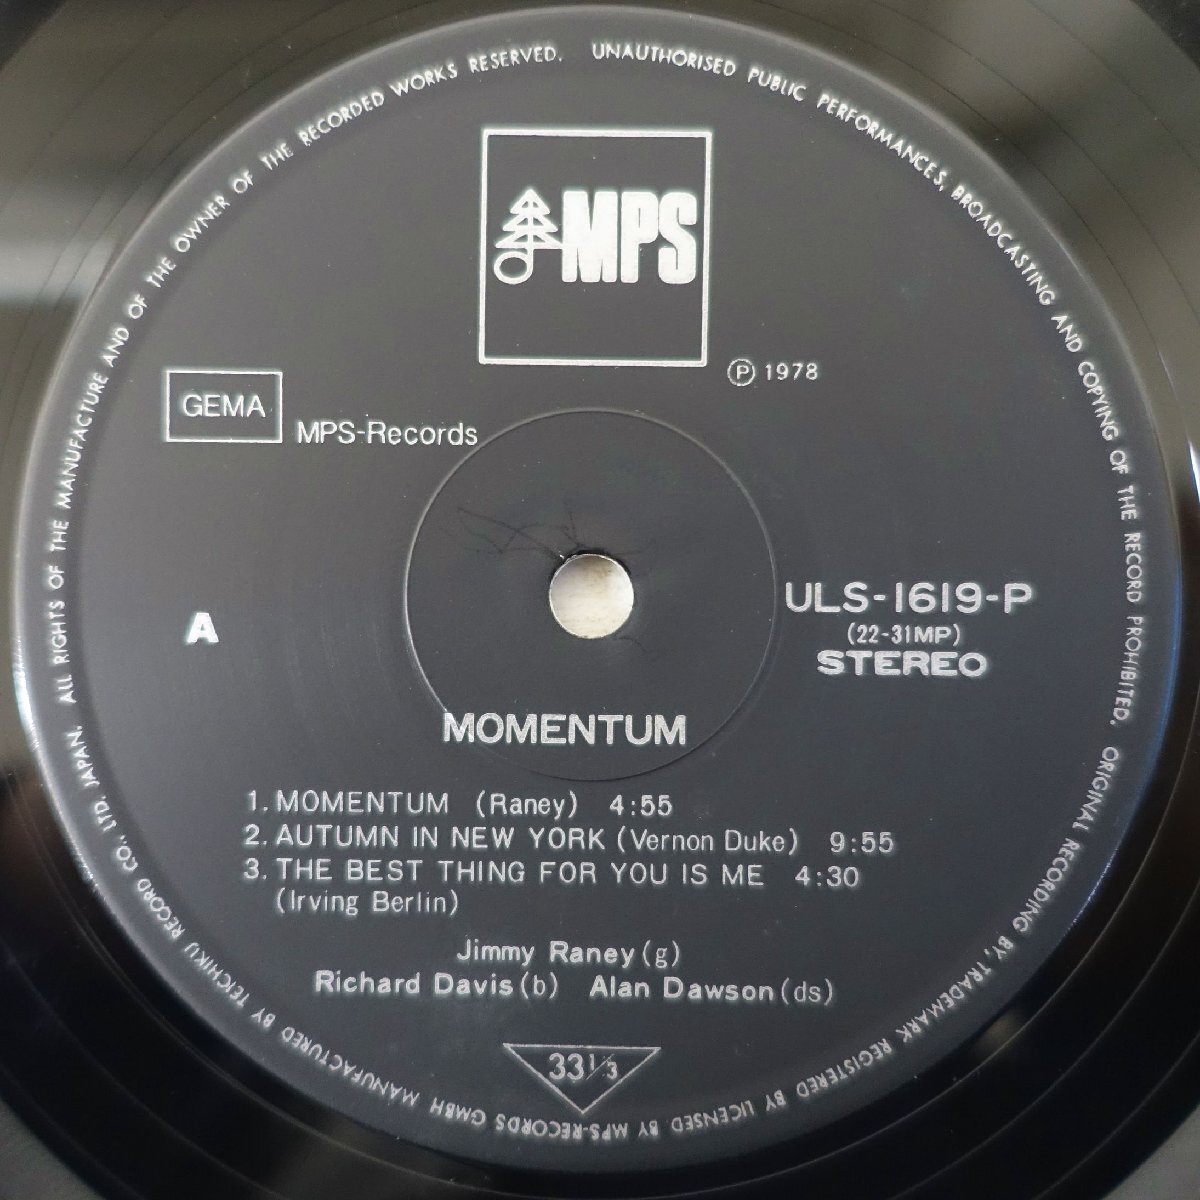 UNAUTHORISED PUBLIC PERFORMANCES, BROADCASTING AND COPYING OF THE RECORD PROHIBITED. ORIGINAL RECORDING BY, TRADEMARK REGISTERED BY LICENSED BY MPS-RECORDS GMBH MANUFACTURED BY TEICHIKU RECORD CO., LTD. JAPAN. ALL RIGHTS OF THE MANUFACTURE AND OF THE OWNER OF THE RECORDED WORKS RESERVED.
MPS
Ⓟ 1978
GEMA
MPS-Records
ULS-1619-P
(22-31MP)
STEREO
A
MOMENTUM
1. MOMENTUM (Raney) 4:55
2. AUTUMN IN NEW YORK (Vernon Duke) 9:55
3. THE BEST THING FOR YOU IS ME 4:30
(Irving Berlin)
Jimmy Raney (g)
Richard Davis (b) Alan Dawson (ds)
33 1/3